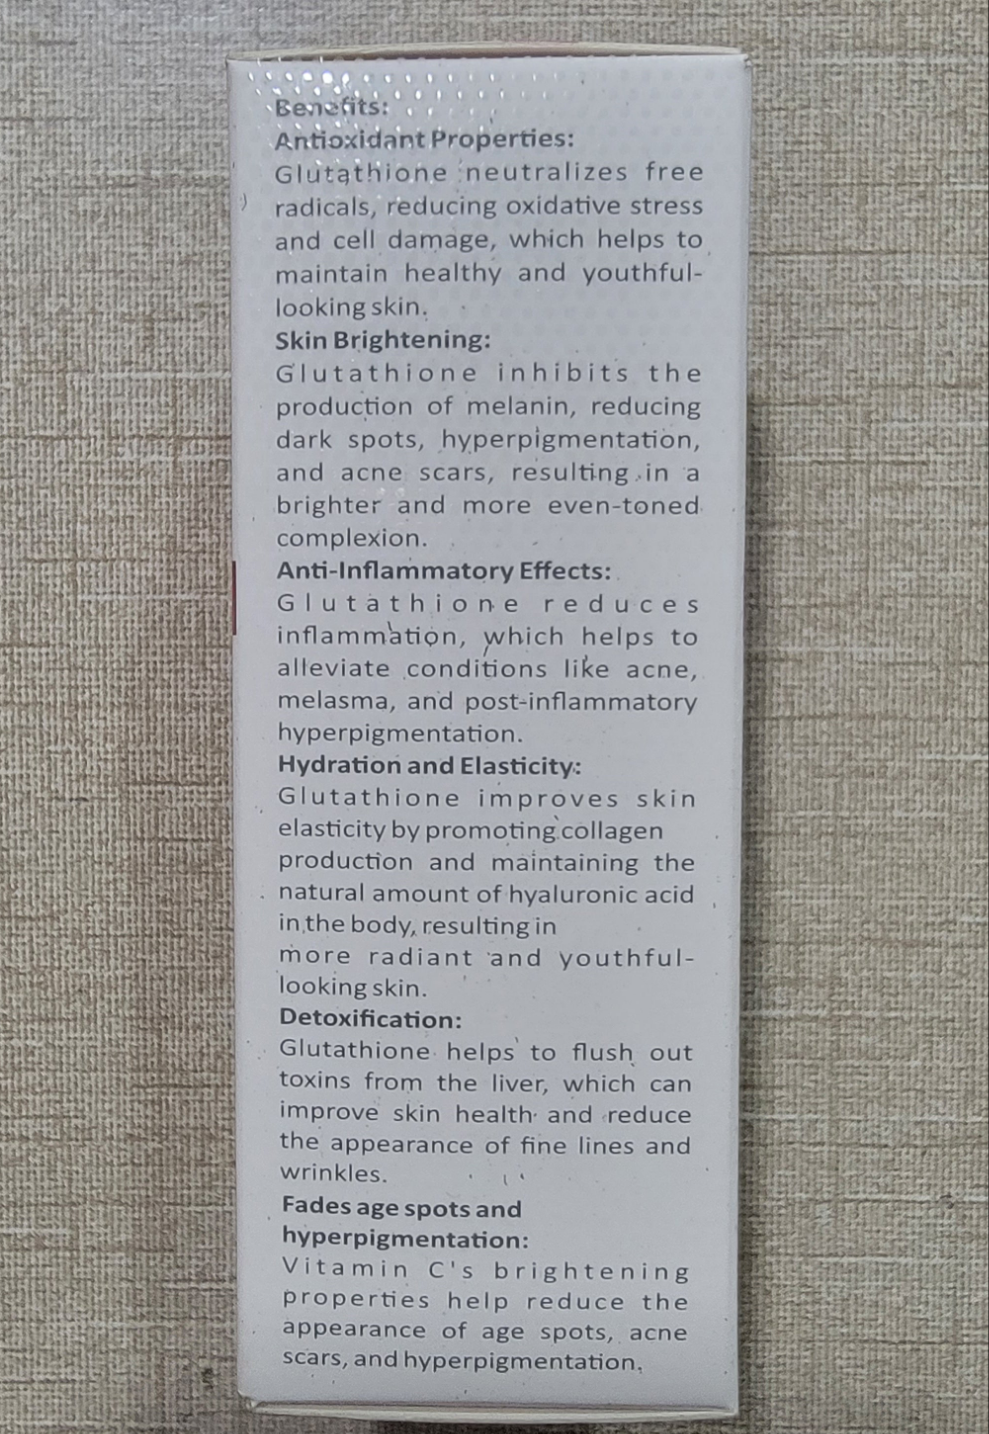 Benefits:
Antioxidant Properties:
Glutathione neutralizes free
radicals, reducing oxidative stress
and cell damage, which helps to
maintain healthy and youthful-
looking skin.
Skin Brightening:
Glutathione inhibits the
production of melanin, reducing
dark spots, hyperpigmentation,
and acne scars, resulting in a
brighter and more even-toned
complexion.
Anti-Inflammatory Effects:
Glutathione reduces
inflammation, which helps to
alleviate conditions like acne,
melasma, and post-inflammatory
hyperpigmentation.
Hydration and Elasticity:
Glutathione improves skin
elasticity by promoting collagen
production and maintaining the
natural amount of hyaluronic acid
in the body, resulting in
more radiant and youthful-
looking skin.
Detoxification:
Glutathione helps to flush out
toxins from the liver, which can
improve skin health and reduce
the appearance of fine lines and
wrinkles.
Fades age spots and
hyperpigmentation:
Vitamin C's brightening
properties help reduce the
appearance of age spots, acne
scars, and hyperpigmentation.